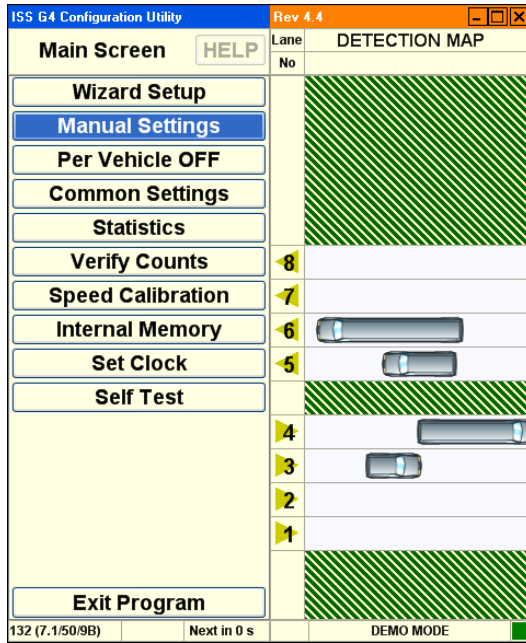 ISS G4 Configuration Utility
Rev 4.4
Main Screen
HELP
Lane
No
DETECTION MAP
Wizard Setup
Manual Settings
Per Vehicle OFF
Common Settings
Statistics
Verify Counts
Speed Calibration
Internal Memory
Set Clock
Self Test
Exit Program
8
7
6
5
4
3
2
1
132 (7.1/50/9B)
Next in 0 s
DEMO MODE